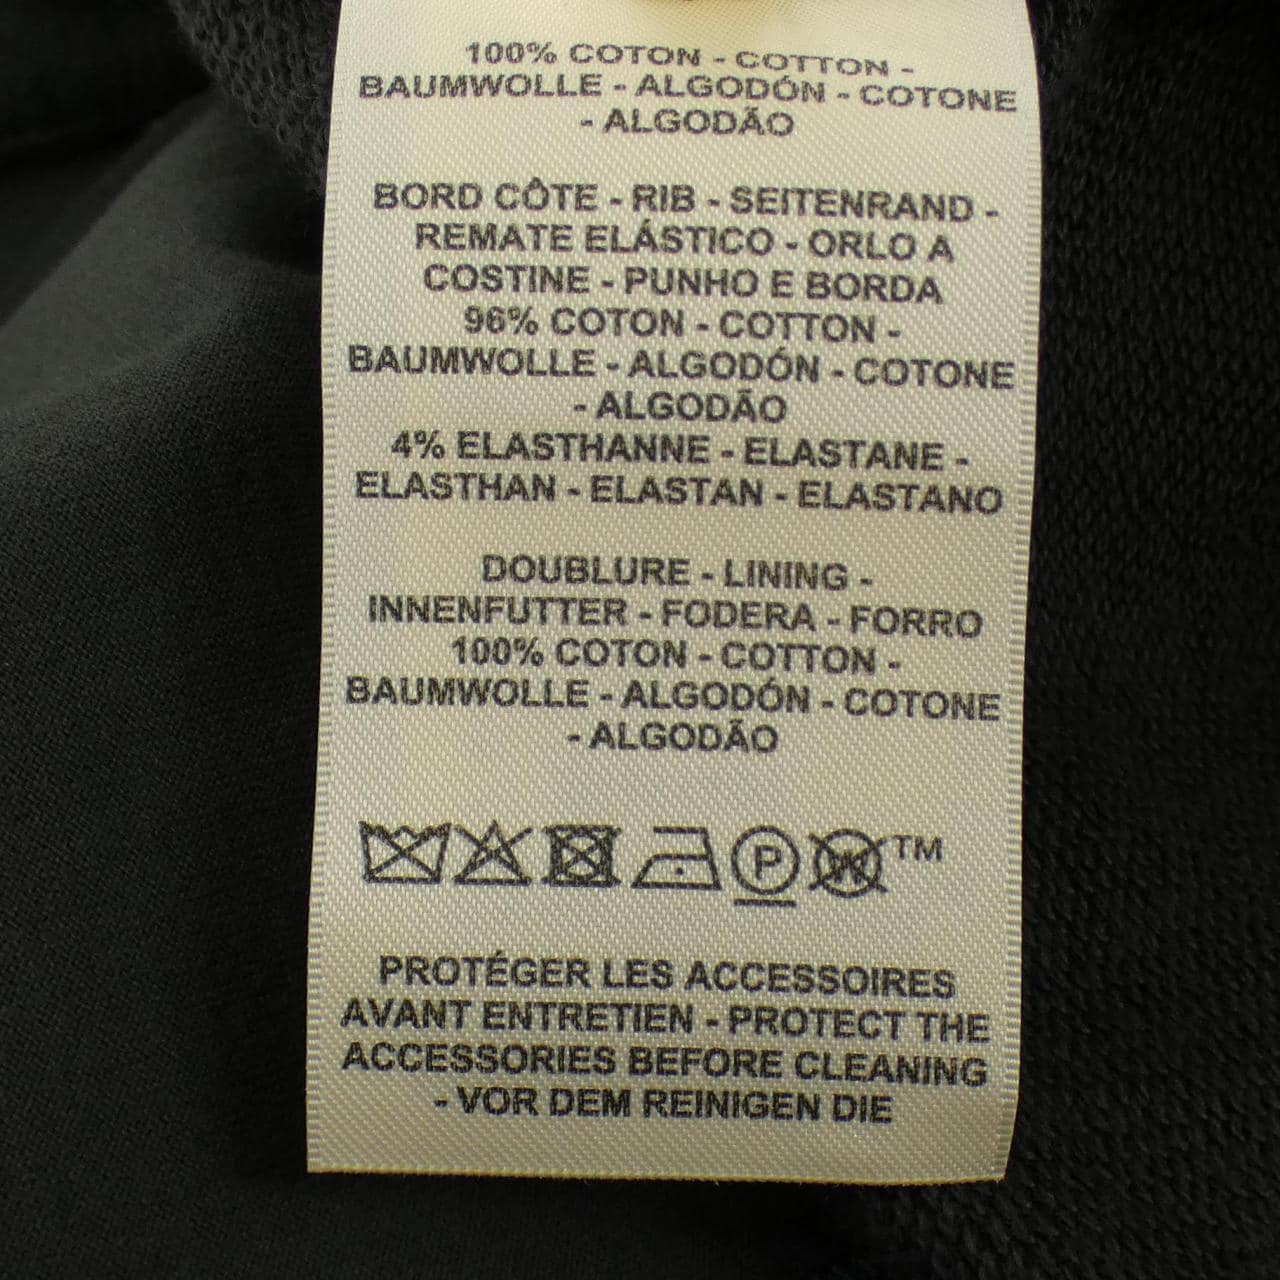 100% COTON - COTTON -
BAUMWOLLE - ALGODÓN - COTONE
- ALGODÃO
BORD CÔTE - RIB - SEITENRAND -
REMATE ELÁSTICO - ORLO A
COSTINE - PUNHO E BORDA
96% COTON - COTTON -
BAUMWOLLE - ALGODÓN - COTONE
- ALGODÃO
4% ELASTHANNE - ELASTANE -
ELASTHAN - ELASTAN - ELASTANO
DOUBLURE - LINING -
INNENFUTTER - FODERA - FORRO
100% COTON - COTTON -
BAUMWOLLE - ALGODÓN - COTONE
- ALGODÃO
P W TM
PROTÉGER LES ACCESSOIRES
AVANT ENTRETIEN - PROTECT THE
ACCESSORIES BEFORE CLEANING
- VOR DEM REINIGEN DIE